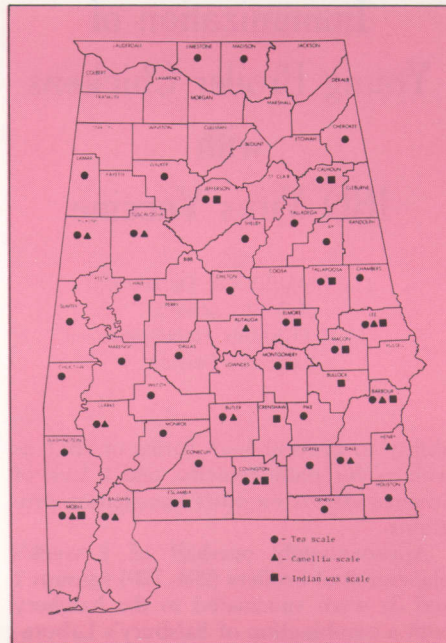 LAUDERDALE LIMESTONE MADISON JACKSON
COLBERT LAWRENCE
MORGAN MARSHALL DEKALB
CHEROKEE
WINSTON BLOUNT ETOWAH
LAMAR FAYETTE WALKER JEFFERSON ST. CLAIR CALHOUN CLEBURNE
TUSCALOOSA SHELBY TALLADEGA RANDOLPH
BIBB
HALE PERRY CHILTON COOSA TALLAPOOSA CHAMBERS
SUMTER AUTAUGA ELMORE LEE
MARENGO DALLAS MACON
CHOCTAW LOWNDES MONTGOMERY BULLOCK
BARBOUR
BUTLER CRENSHAW PIKE
WASHINGTON MONROE CONECUH COFFEE DALE HENRY
COVINGTON HOUSTON
MOBILE BALDWIN ESCAMBIA GENEVA
● - Tea scale
▲ - Camellia scale
■ - Indian wax scale